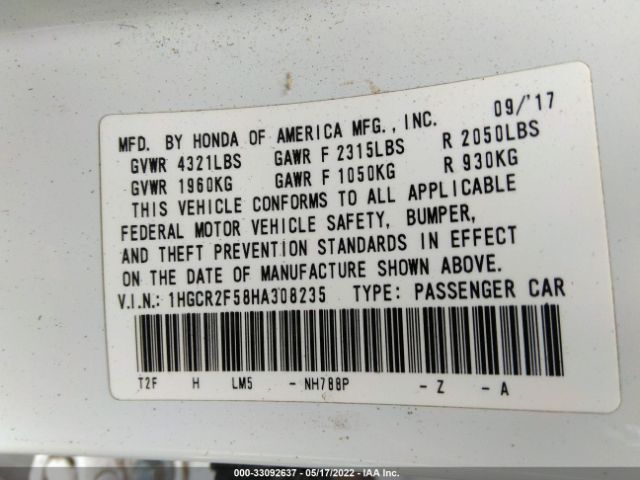 09/'17
MFD. BY HONDA OF AMERICA MFG., INC.
GVWR 4321LBS GAWR F 2315LBS R 2050LBS
GVWR 1960KG GAWR F 1050KG R 930KG
THIS VEHICLE CONFORMS TO ALL APPLICABLE
FEDERAL MOTOR VEHICLE SAFETY, BUMPER,
AND THEFT PREVENTION STANDARDS IN EFFECT
ON THE DATE OF MANUFACTURE SHOWN ABOVE.
V.I.N.: 1HGCR2F58HA308235 TYPE: PASSENGER CAR
T2F H LM5 - NH788P - Z - A
000-33092637 - 05/17/2022 - IAA Inc.